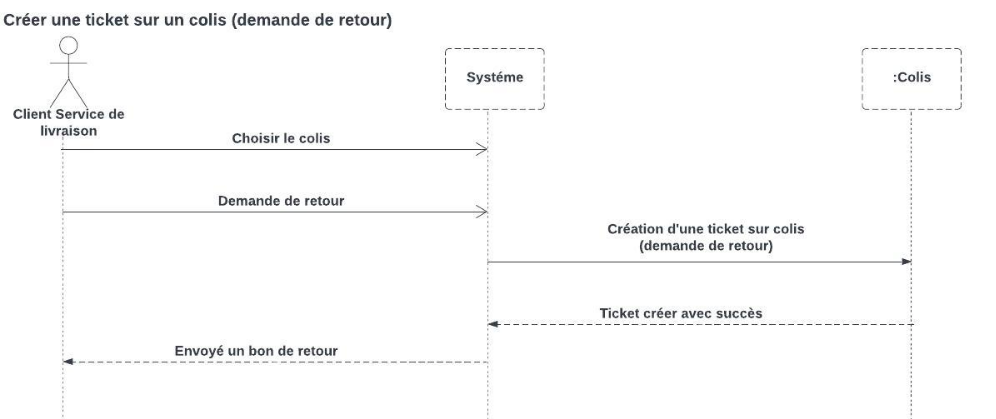 Créer une ticket sur un colis (demande de retour)
Systéme
:Colis
Client Service de
livraison
Choisir le colis
Demande de retour
Création d'une ticket sur colis
(demande de retour)
Ticket créer avec succès
Envoyé un bon de retour